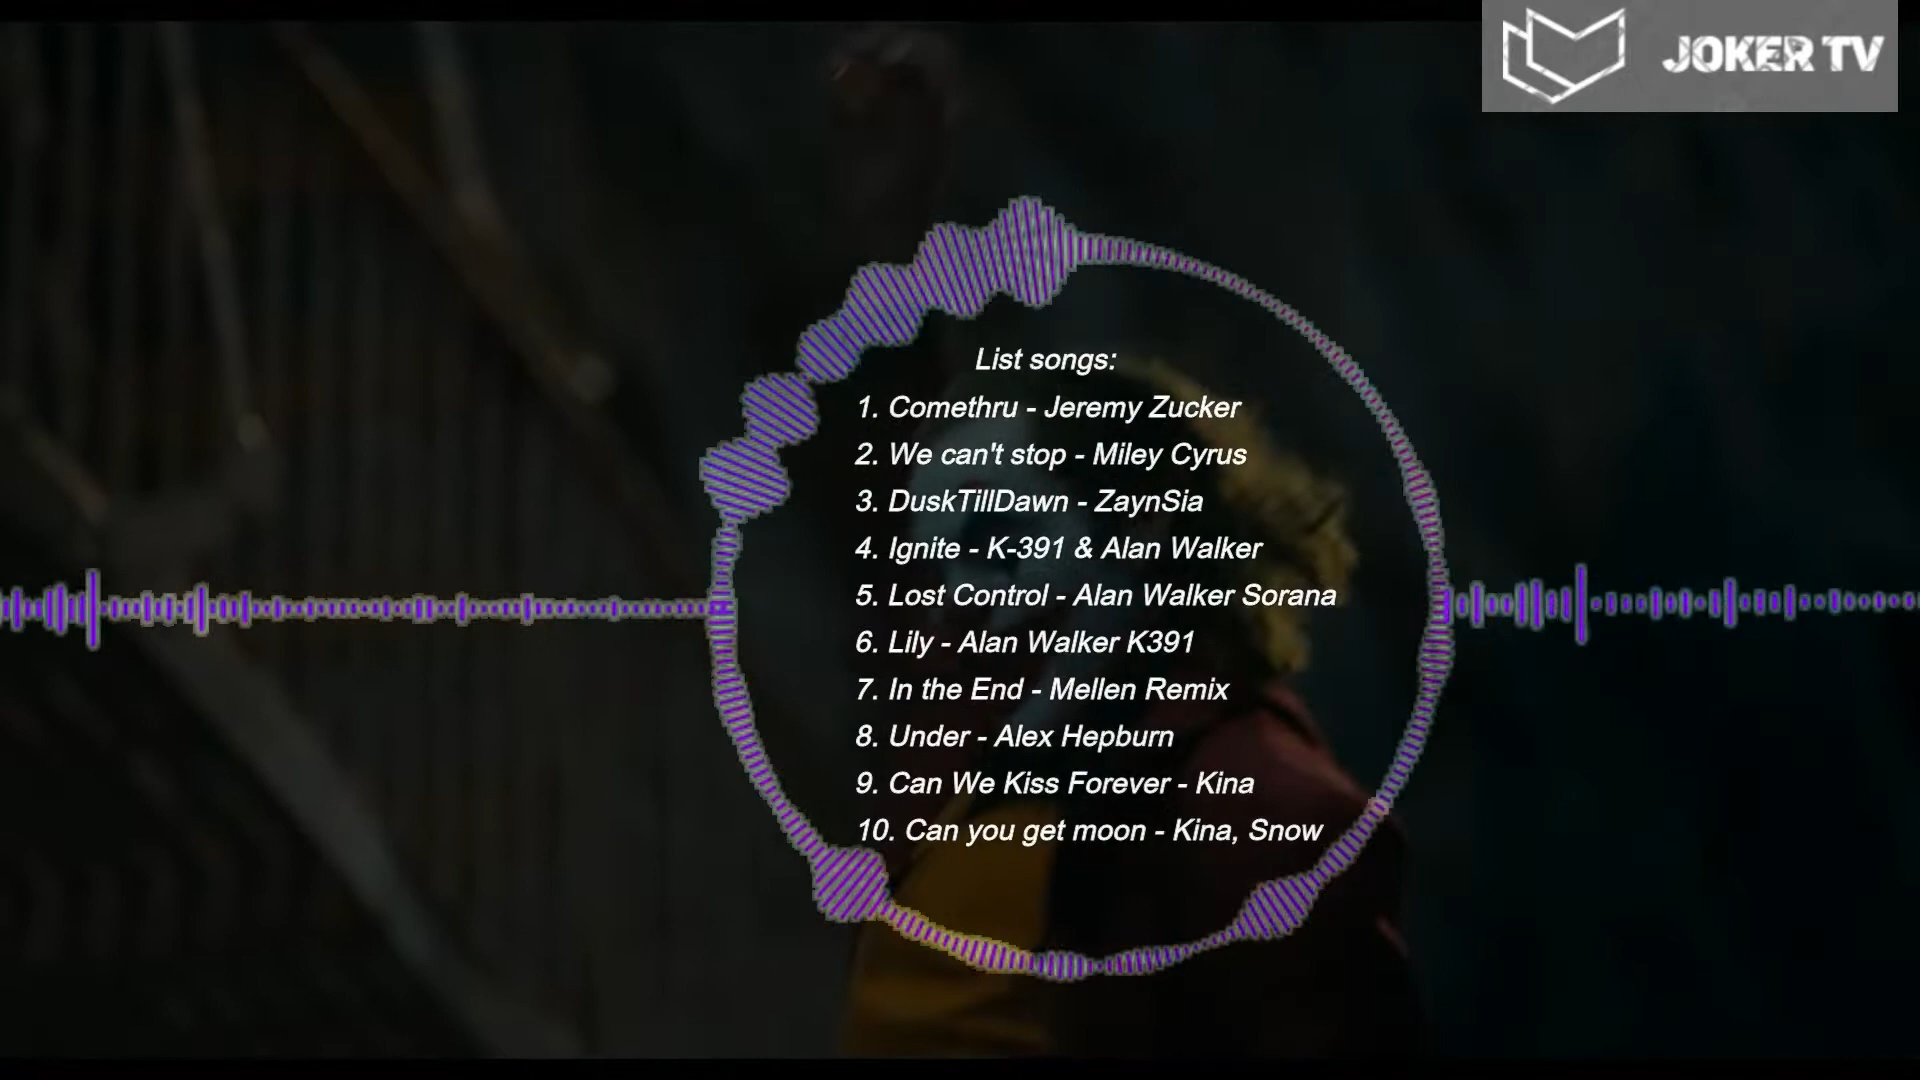 JOKER TV
List songs:
1. Comethru - Jeremy Zucker
2. We can't stop - Miley Cyrus
3. DuskTillDawn - ZaynSia
4. Ignite - K-391 & Alan Walker
5. Lost Control - Alan Walker Sorana
6. Lily - Alan Walker K391
7. In the End - Mellen Remix
8. Under - Alex Hepburn
9. Can We Kiss Forever - Kina
10. Can you get moon - Kina, Snow